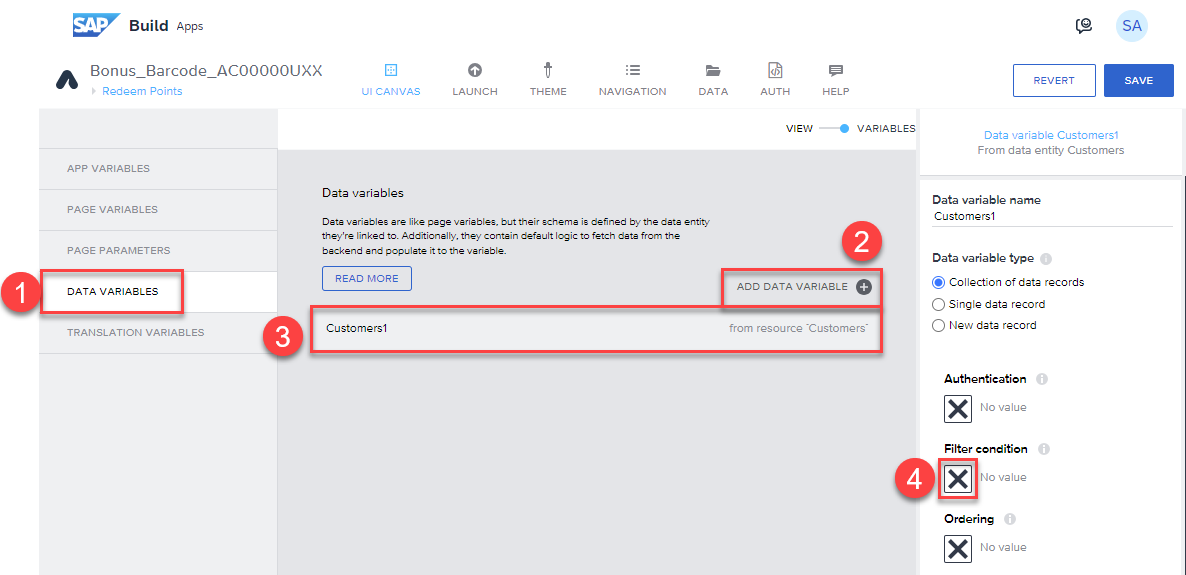 SAP Build Apps
SA
Bonus_Barcode_AC00000UXX
Redeem Points
UI CANVAS
LAUNCH
THEME
NAVIGATION
DATA
AUTH
HELP
REVERT
SAVE
VIEW
VARIABLES
APP VARIABLES
PAGE VARIABLES
PAGE PARAMETERS
1
DATA VARIABLES
TRANSLATION VARIABLES
Data variables
Data variables are like page variables, but their schema is defined by the data entity
they're linked to. Additionally, they contain default logic to fetch data from the
backend and populate it to the variable.
READ MORE
2
ADD DATA VARIABLE
3
Customers1
from resource `Customers`
Data variable Customers1
From data entity Customers
Data variable name
Customers1
Data variable type
Collection of data records
Single data record
New data record
Authentication
No value
Filter condition
4
No value
Ordering
No value